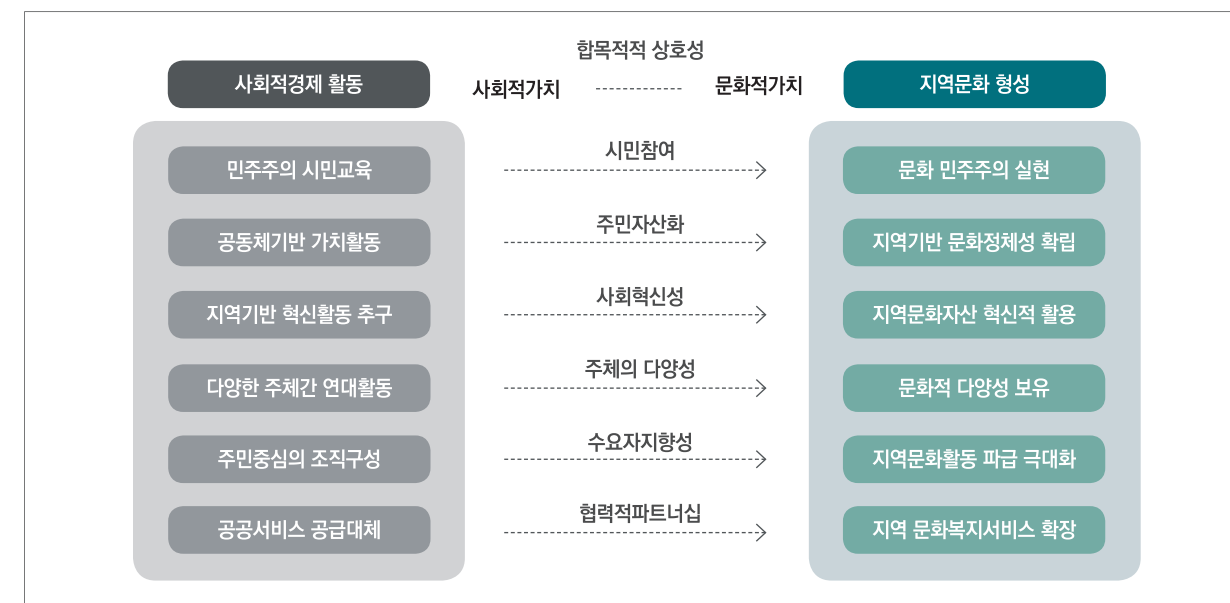 합목적적 상호성
사회적경제 활동 사회적가치 문화적가치 지역문화 형성
민주주의 시민교육 시민참여 문화 민주주의 실현
공동체기반 가치활동 주민자산화 지역기반 문화정체성 확립
지역기반 혁신활동 추구 사회혁신성 지역문화자산 혁신적 활용
다양한 주체간 연대활동 주체의 다양성 문화적 다양성 보유
주민중심의 조직구성 수요자지향성 지역문화활동 파급 극대화
공공서비스 공급대체 협력적파트너십 지역 문화복지서비스 확장